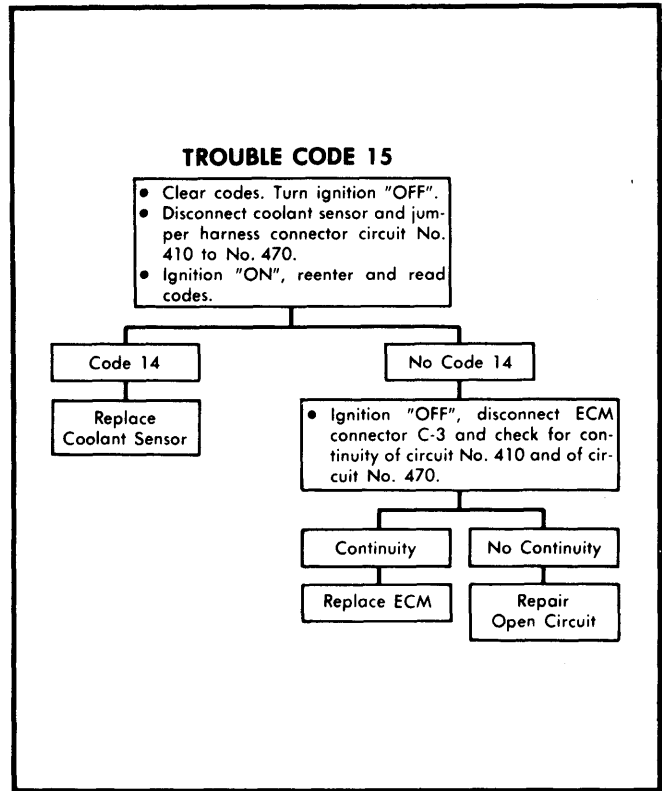 TROUBLE CODE 15
• Clear codes. Turn ignition "OFF".
• Disconnect coolant sensor and jum-
per harness connector circuit No.
410 to No. 470.
• Ignition "ON", reenter and read
codes.
Code 14
No Code 14
Replace
Coolant Sensor
• Ignition "OFF", disconnect ECM
connector C-3 and check for con-
tinuity of circuit No. 410 and of cir-
cuit No. 470.
Continuity
No Continuity
Replace ECM
Repair
Open Circuit